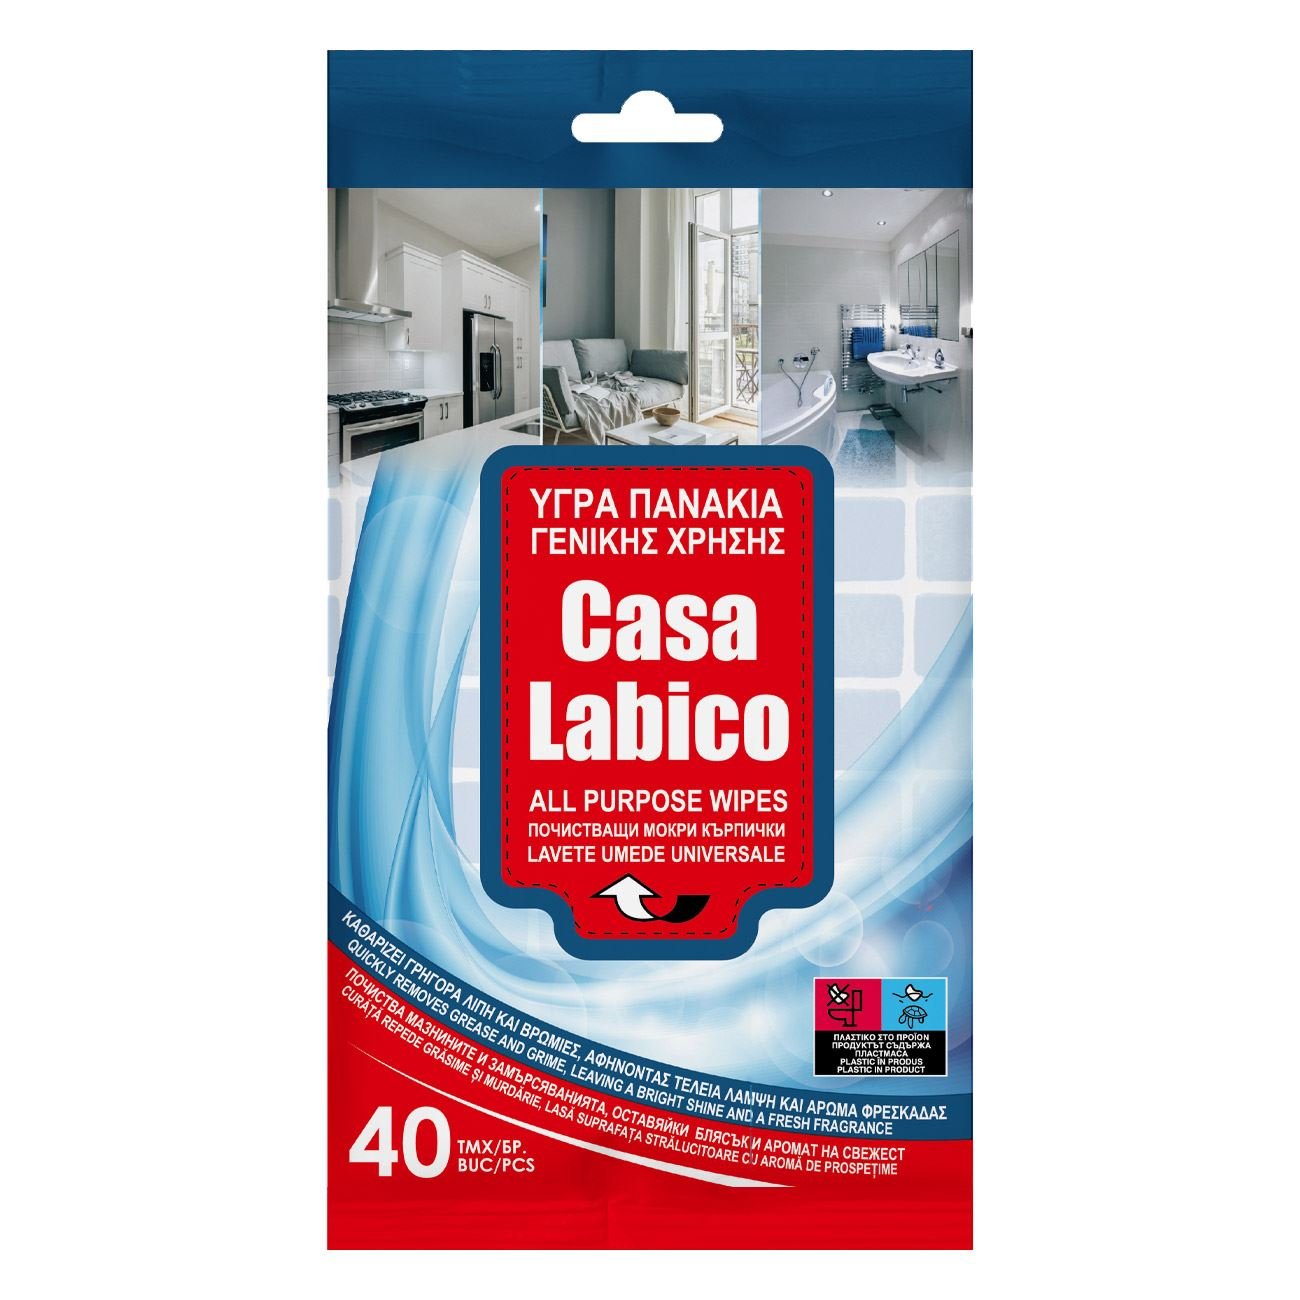 ΥΓΡΑ ΠΑΝΑΚΙΑ
ΓΕΝΙΚΗΣ ΧΡΗΣΗΣ
Casa
Labico
ALL PURPOSE WIPES
ПОЧИСТВАЩИ МОКРИ КЪРПИЧКИ
LAVETE UMEDE UNIVERSALE
ΚΑΘΑΡΙΖΕΙ ΓΡΗΓΟΡΑ ΛΙΠΗ ΚΑΙ ΒΡΩΜΙΕΣ, ΑΦΗΝΟΝΤΑΣ ΤΕΛΕΙΑ ΛΑΜΨΗ ΚΑΙ ΑΡΩΜΑ ΦΡΕΣΚΑΔΑΣ
QUICKLY REMOVES GREASE AND GRIME, LEAVING A BRIGHT SHINE AND A FRESH FRAGRANCE
ПОЧИСТВА МАЗНИНИТЕ И ЗАМЪРСЯВАНИЯТА, ОСТАВЯЙКИ БЛЯСЪК И АРОМАТ НА СВЕЖЕСТ
CURĂȚĂ REPEDE GRĂSIME ȘI MURDĂRIE, LASĂ SUPRAFAȚA STRĂLUCITOARE CU AROMĂ DE PROSPEȚIME
ΠΛΑΣΤΙΚΟ ΣΤΟ ΠΡΟΪΟΝ
ПРОДУКТЪТ СЪДЪРЖА
ПЛАСТМАСА
PLASTIC ÎN PRODUS
PLASTIC IN PRODUCT
40 ΤΜΧ/БР.
BUC/PCS